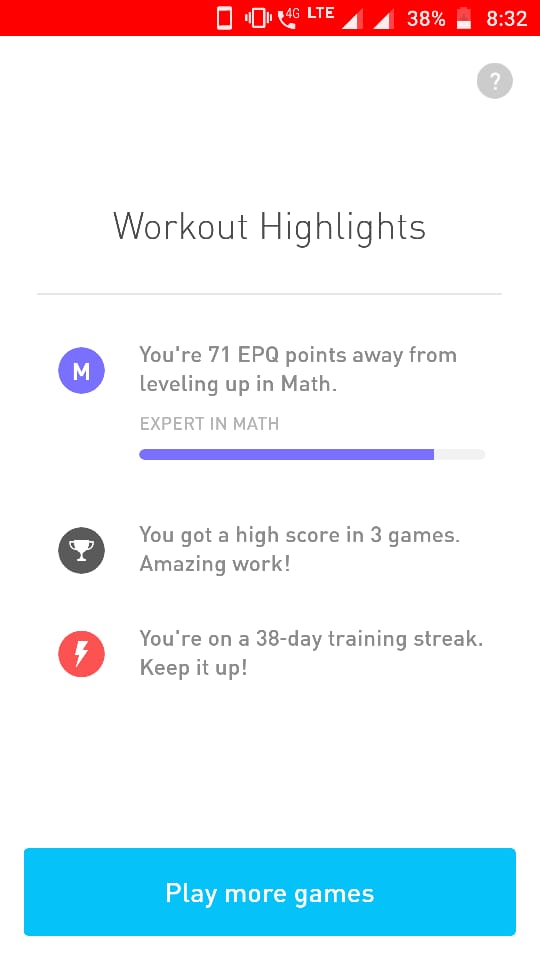 4G LTE 38% 8:32
?
Workout Highlights
M
You're 71 EPQ points away from
leveling up in Math.
EXPERT IN MATH
You got a high score in 3 games.
Amazing work!
You're on a 38-day training streak.
Keep it up!
Play more games